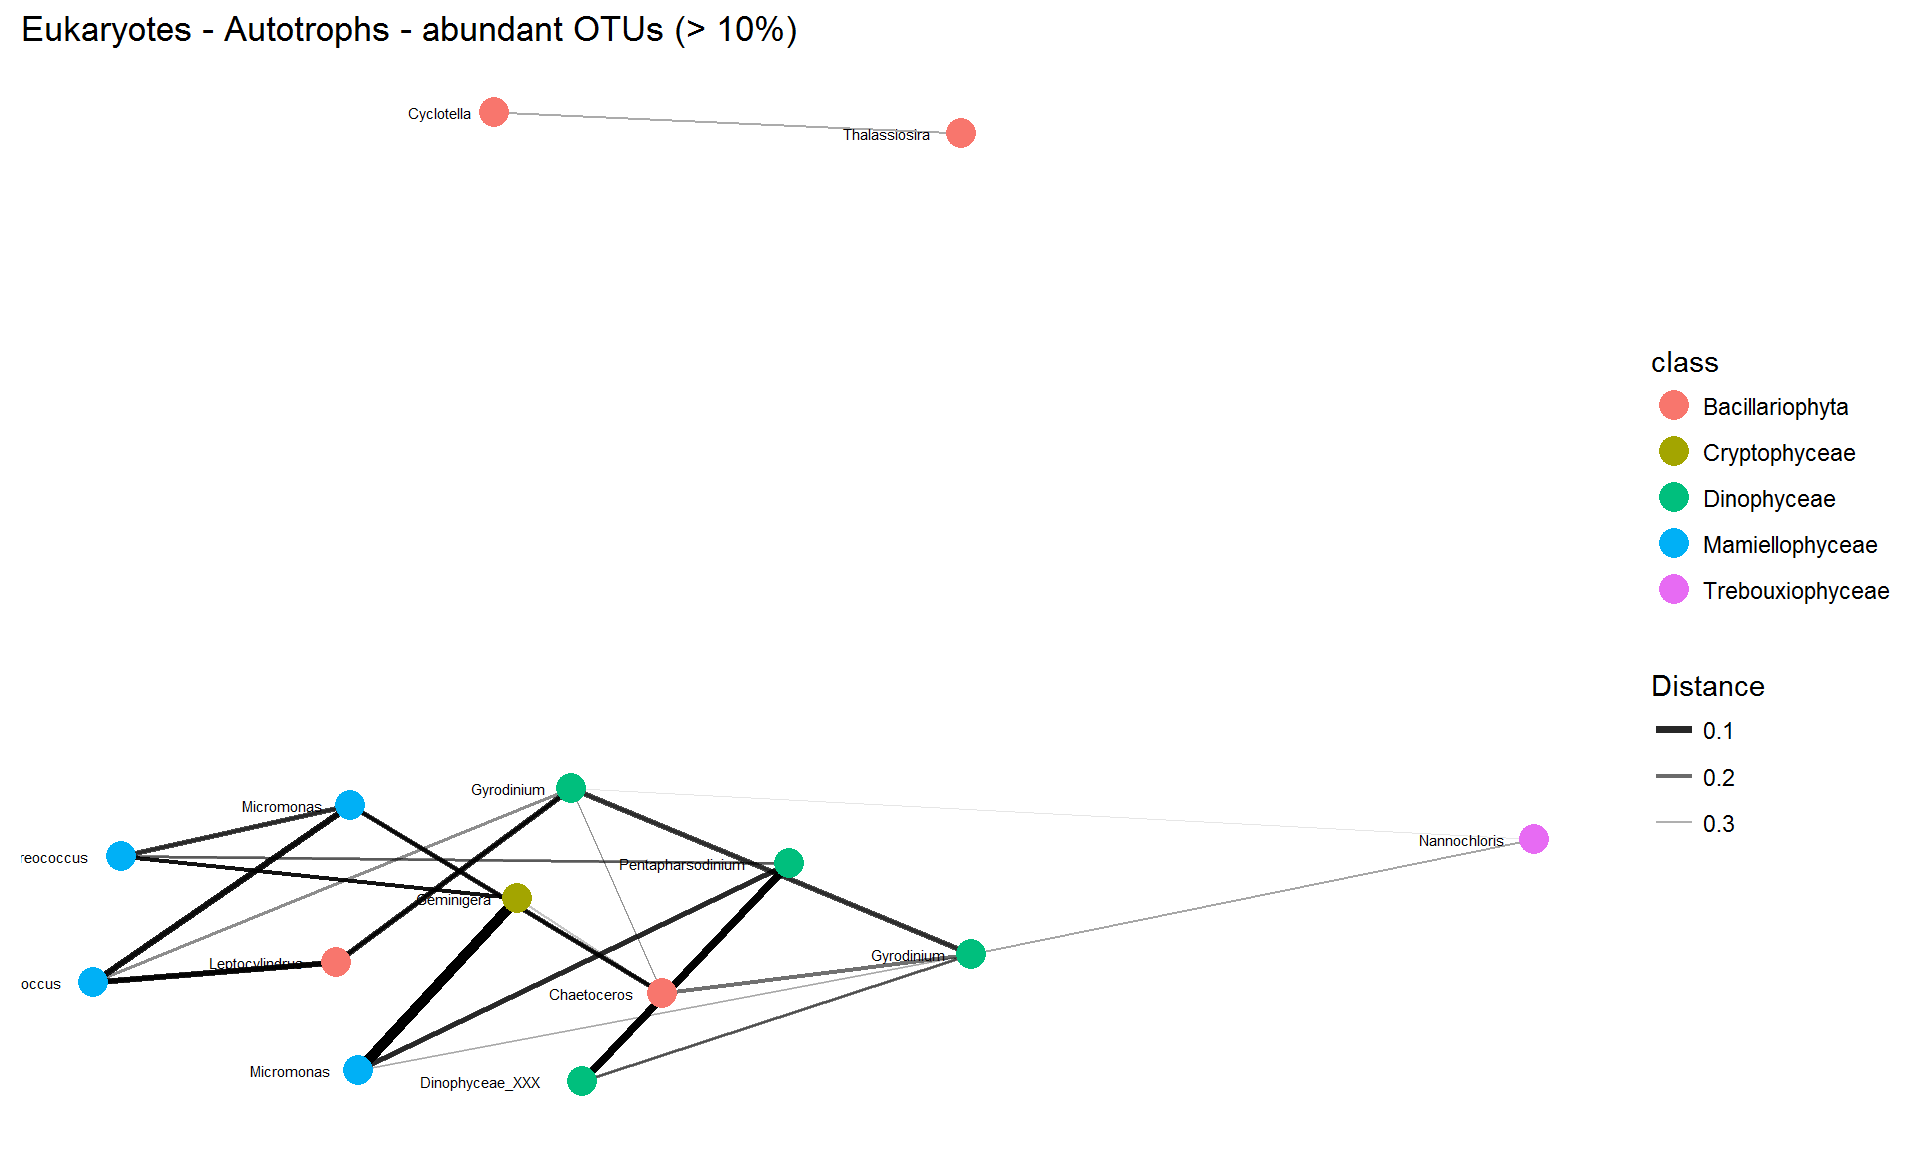 Eukaryotes - Autotrophs - abundant OTUs (> 10%)
Cyclotella
Thalassiosira
class
Bacillariophyta
Cryptophyceae
Dinophyceae
Mamiellophyceae
Trebouxiophyceae
Distance
0.1
0.2
0.3
Gyrodinium
Micromonas
Nannochloris
reococcus
Pentapharsodinium
Geminigera
Gyrodinium
Leptocylindrus
occus
Chaetoceros
Micromonas
Dinophyceae_XXX